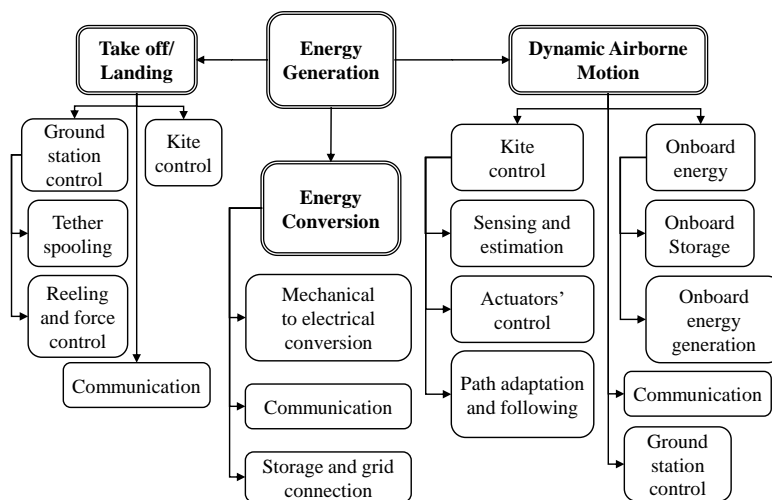 Take off/
Landing
Energy
Generation
Dynamic Airborne
Motion
Ground
station
control
Kite
control
Tether
spooling
Reeling
and force
control
Communication
Energy
Conversion
Mechanical
to electrical
conversion
Communication
Storage and grid
connection
Kite
control
Sensing and
estimation
Actuators'
control
Path adaptation
and following
Onboard
energy
Onboard
Storage
Onboard
energy
generation
Communication
Ground
station
control